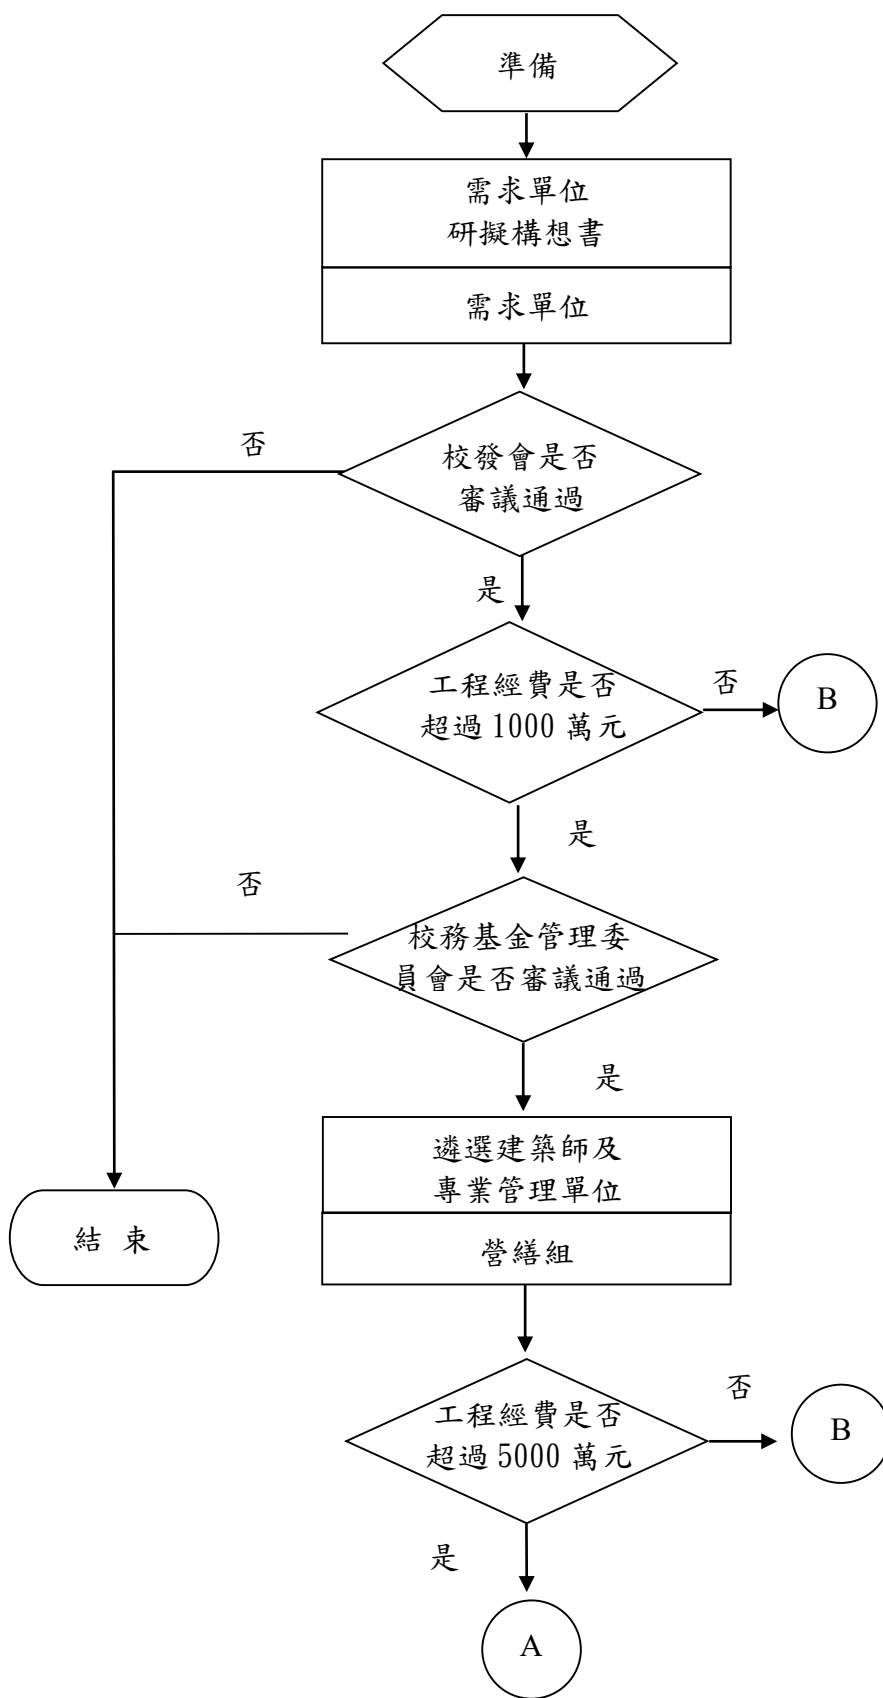 準備
需求單位
研擬構想書
需求單位
否
校發會是否
審議通過
是
工程經費是否
超過 1000 萬元
否
B
是
否
校務基金管理委
員會是否審議通過
是
遴選建築師及
專業管理單位
結 束
營繕組
工程經費是否
超過 5000 萬元
否
B
是
A